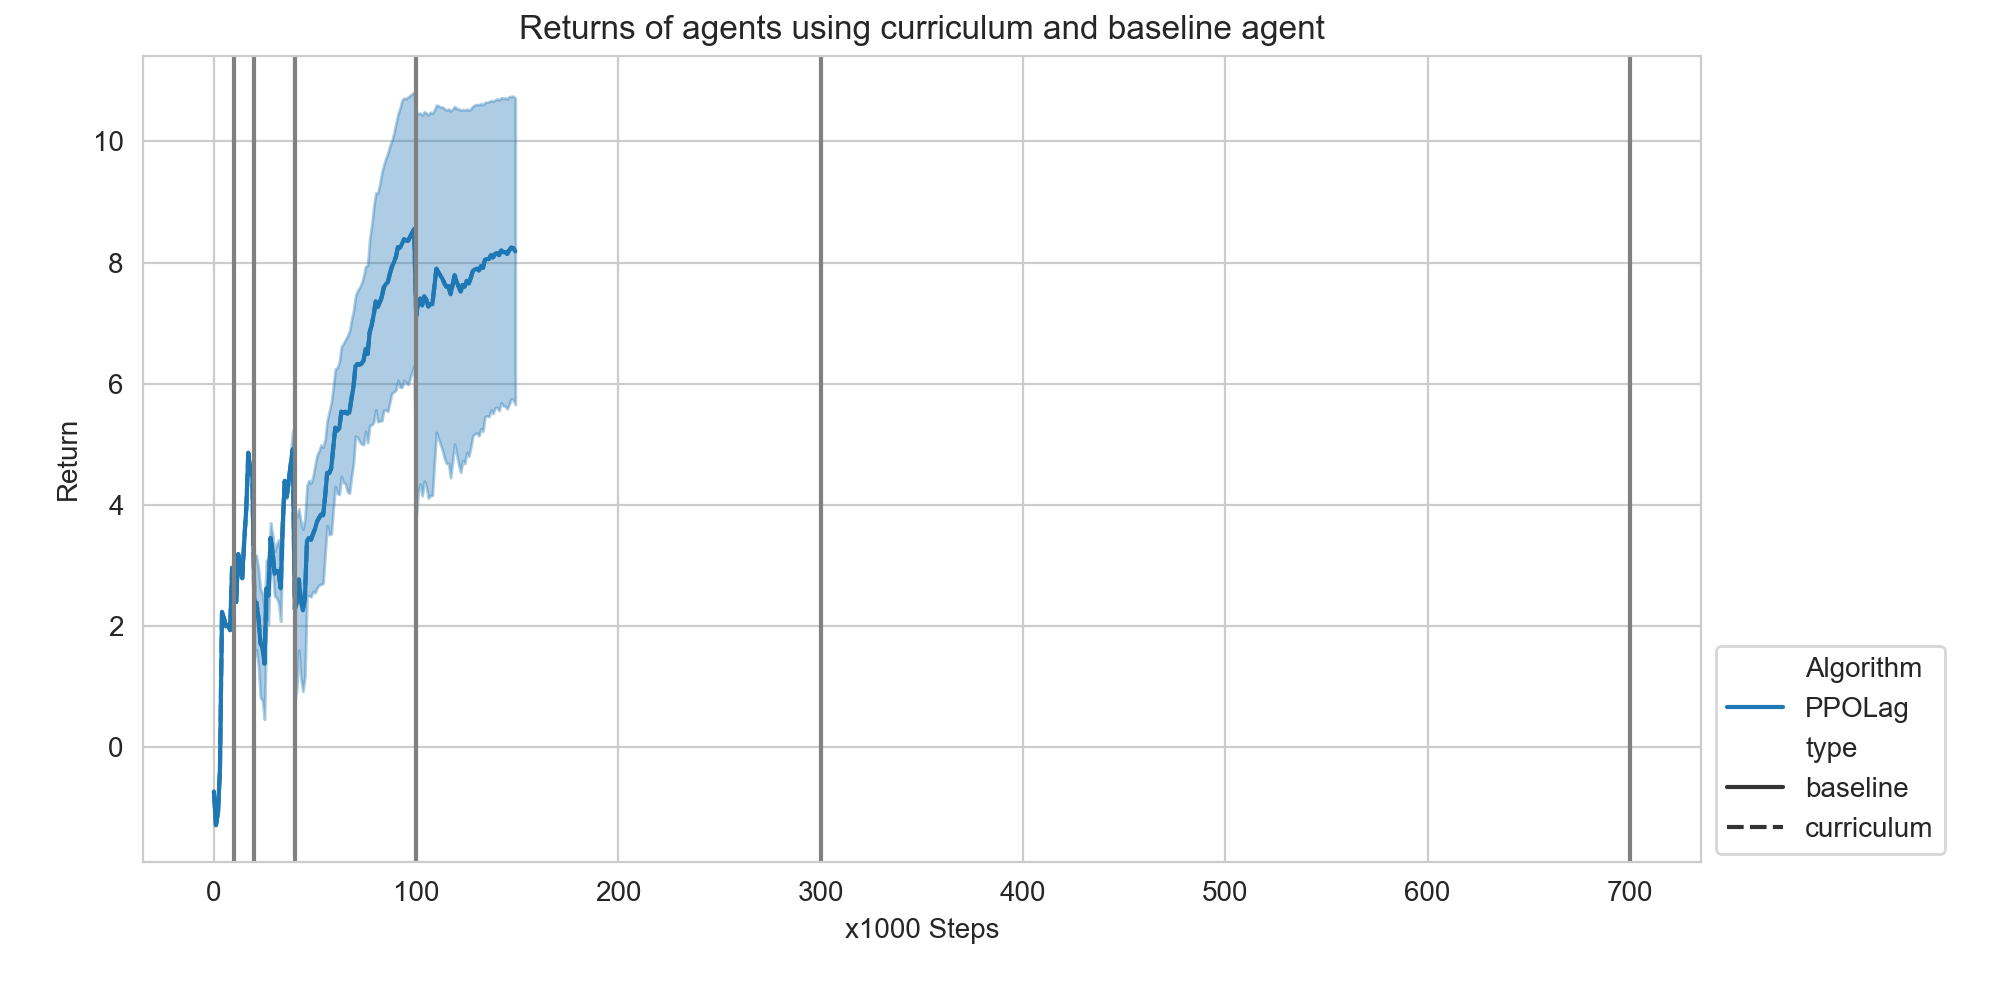 Returns of agents using curriculum and baseline agent
10
8
6
4
2
0
Return
0 100 200 300 400 500 600 700
x1000 Steps
Algorithm
PPOLag
type
baseline
curriculum